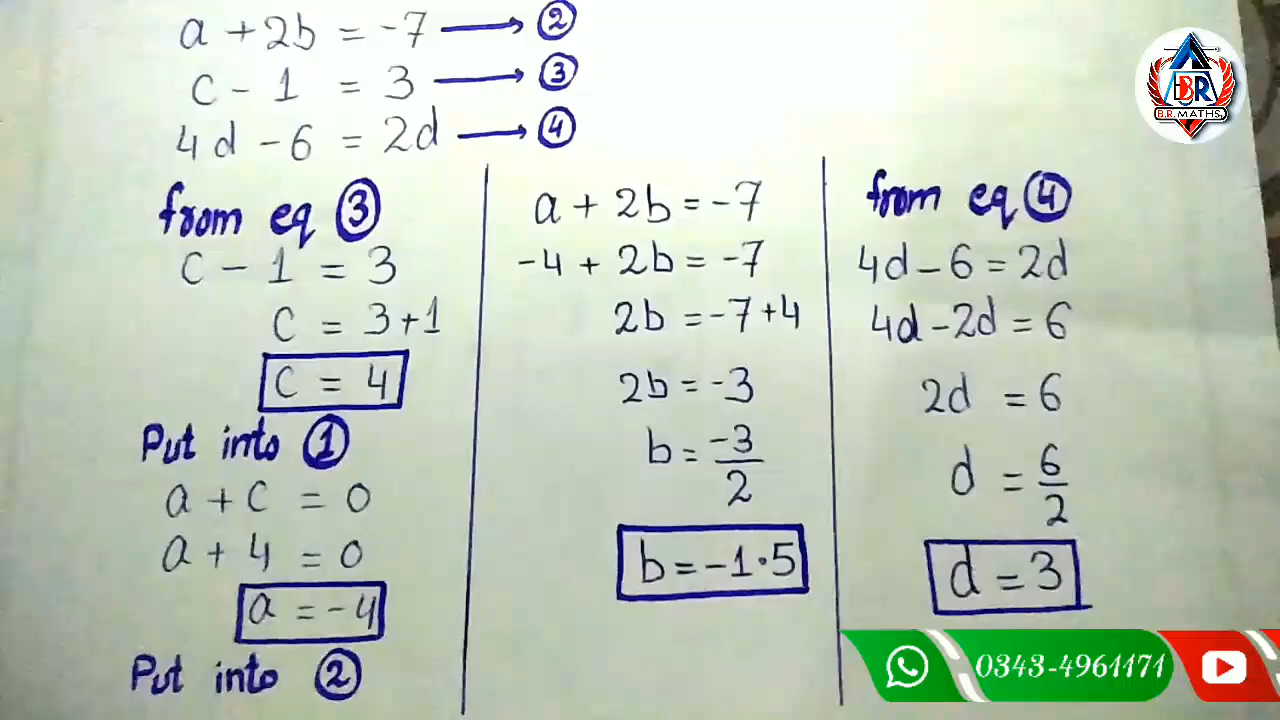 a + 2b = -7 → ②
c - 1 = 3 → ③
4d - 6 = 2d → ④
from eq ③
c - 1 = 3
c = 3+1
c = 4
Put into ①
a + c = 0
a + 4 = 0
a = -4
Put into ②
a + 2b = -7
-4 + 2b = -7
2b = -7+4
2b = -3
b = -3/2
b = -1.5
from eq ④
4d - 6 = 2d
4d - 2d = 6
2d = 6
d = 6/2
d = 3
BR
B.R. MATHS.
0343-4961171